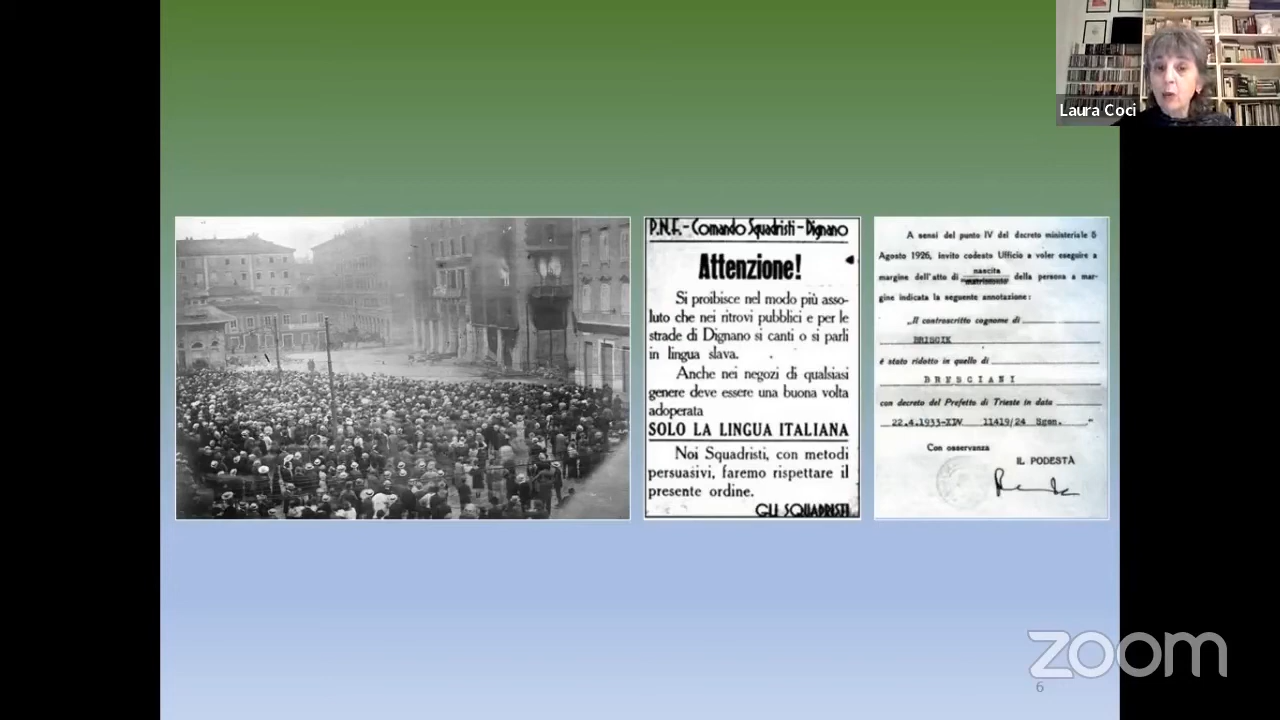 Laura Coci
P.N.F. - Comando Squadristi - Dignano
Attenzione!
Si proibisce nel modo più asso-
luto che nei ritrovi pubblici e per le
strade di Dignano si canti o si parli
in lingua slava.
Anche nei negozi di qualsiasi
genere deve essere una buona volta
adoperata
SOLO LA LINGUA ITALIANA
Noi Squadristi, con metodi
persuasivi, faremo rispettare il
presente ordine.
GLI SQUADRISTI
A sensi del punto IV del decreto ministeriale 5
Agosto 1926, invito codesto Ufficio a voler eseguire a
nascita
margine dell'atto di matrimonio della persona a mar-
gine indicata la seguente annotazione:
„Il controscritto cognome di
BRISCIK
è stato ridotto in quello di
BRESCIANI
con decreto del Prefetto di Trieste in data
22.4.1933-XIV 11419/24 "
Con osservanza
IL PODESTÀ
zoom
6